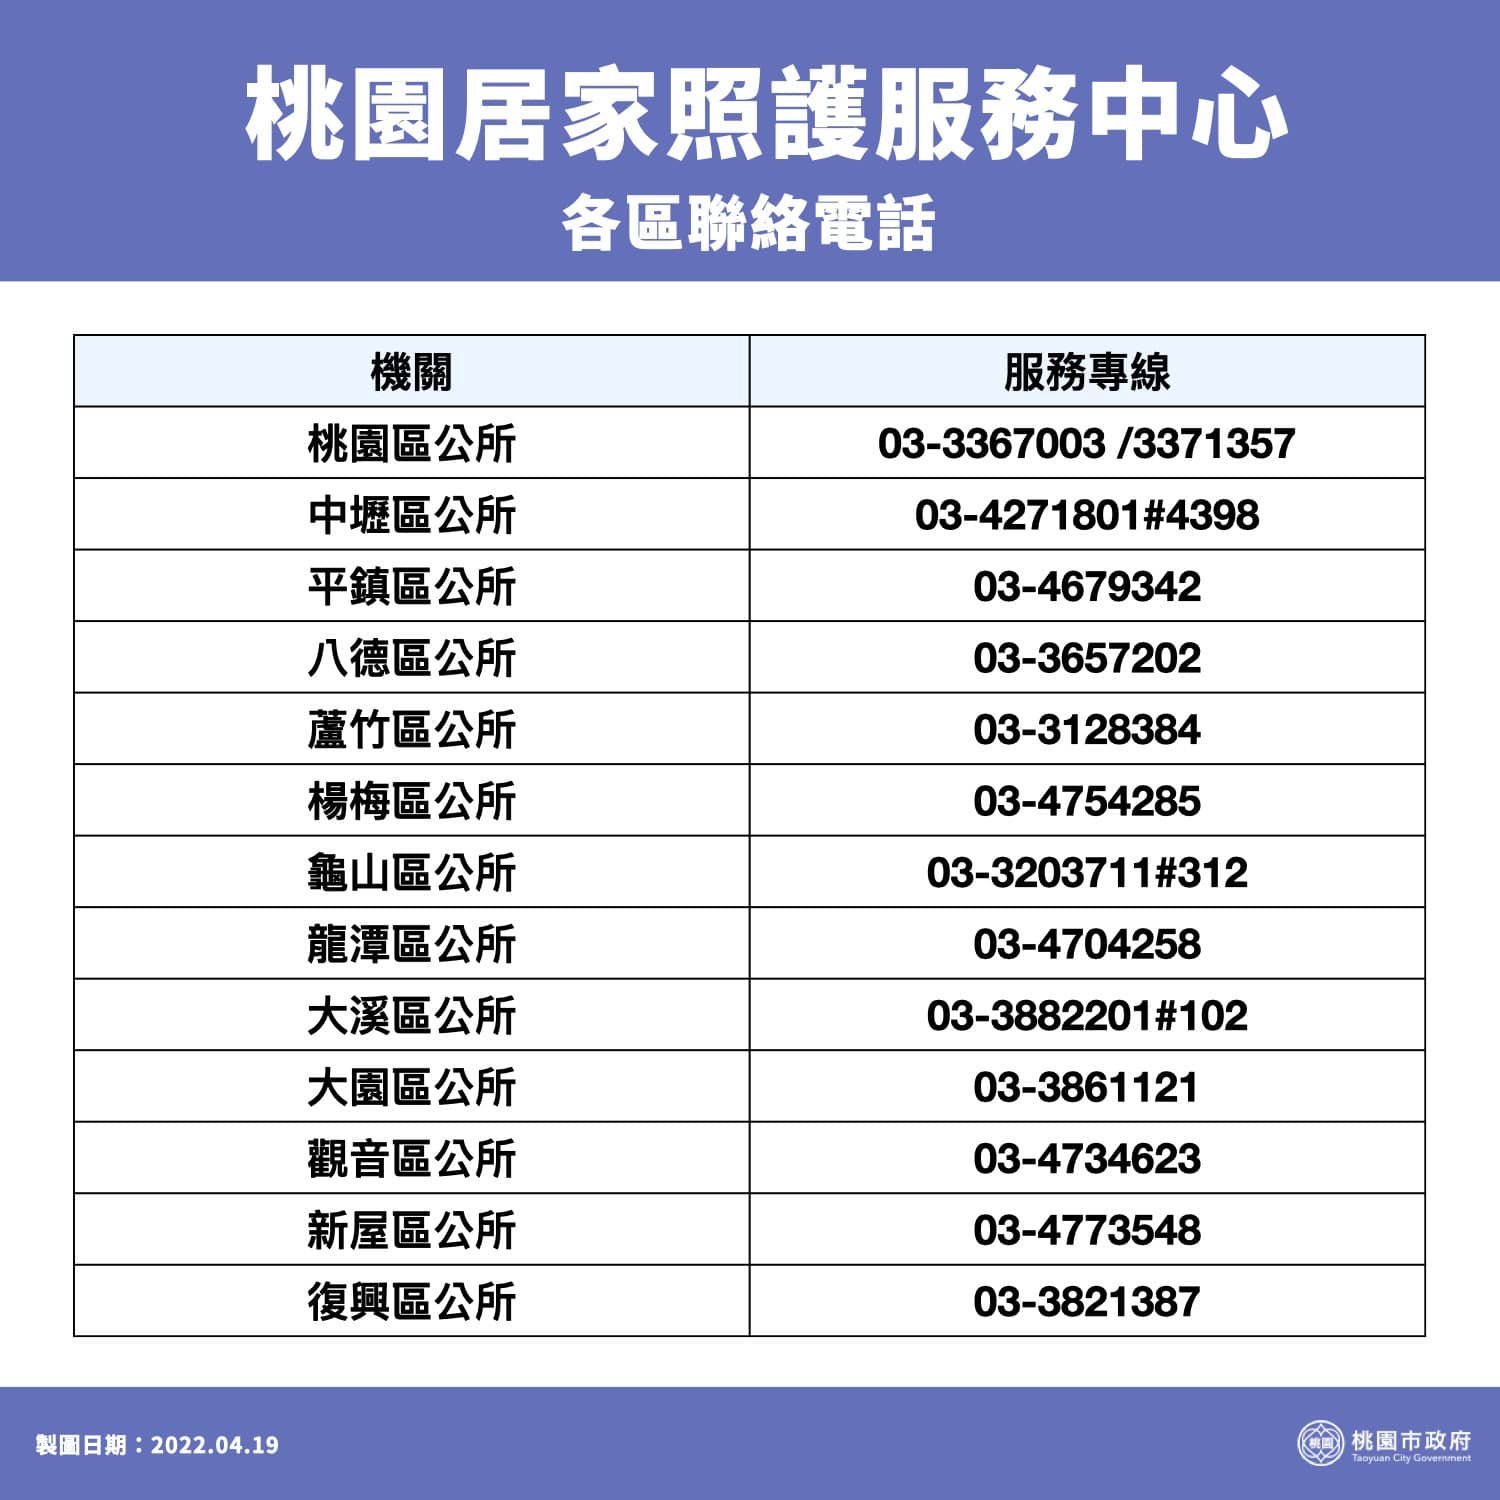 桃園居家照護服務中心
各區聯絡電話
機關 服務專線
桃園區公所 03-3367003 /3371357
中壢區公所 03-4271801#4398
平鎮區公所 03-4679342
八德區公所 03-3657202
蘆竹區公所 03-3128384
楊梅區公所 03-4754285
龜山區公所 03-3203711#312
龍潭區公所 03-4704258
大溪區公所 03-3882201#102
大園區公所 03-3861121
觀音區公所 03-4734623
新屋區公所 03-4773548
復興區公所 03-3821387
製圖日期：2022.04.19
桃園 桃園市政府
Taoyuan City Government